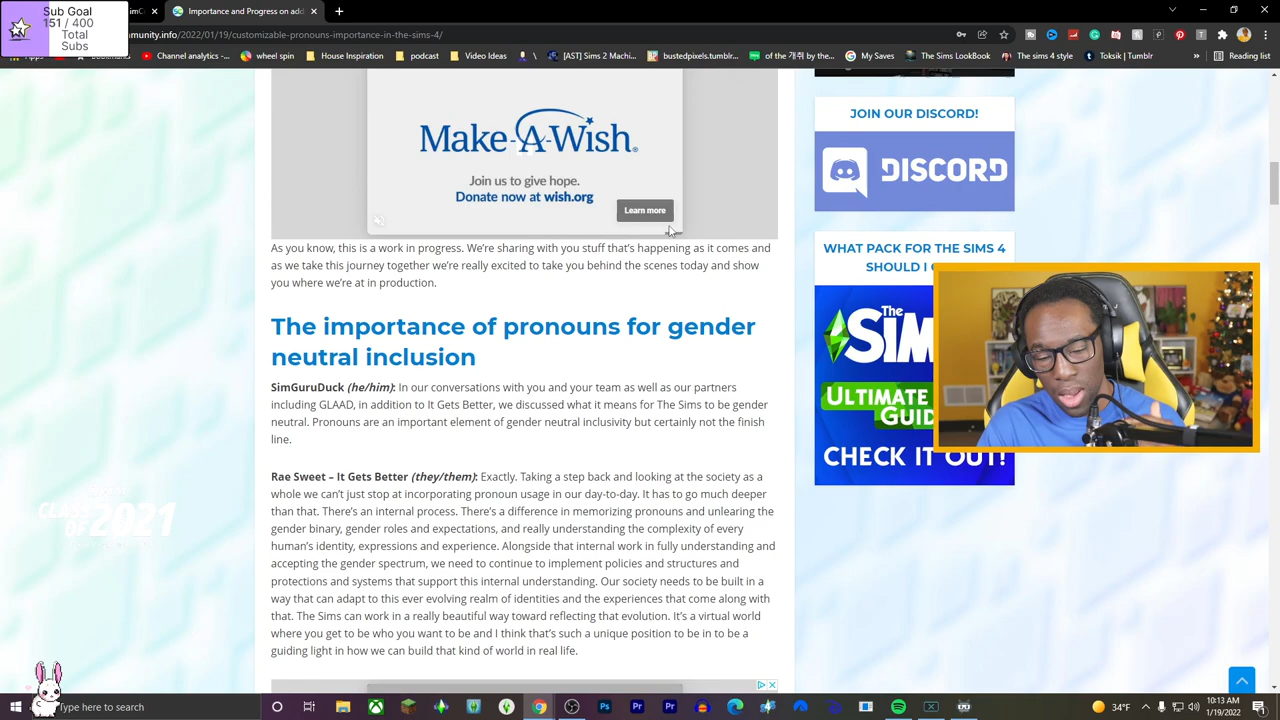 Sub Goal
151 / 400
Total
Subs
munity.info/2022/01/19/customizable-pronouns-importance-in-the-sims-4/
Channel analytics -...
wheel spin
House Inspiration
Podcast
Videos
We're Going!
[AS] [Sims 2 Machi...
bustedpixels.tumblr...
My Saves
The Sims LookBook
The sims 4 style
Toksik | Tumblr
Reading list
Make-A-Wish
Join us to give hope.
Donate now at wish.org
Learn more
As you know, this is a work in progress. We're sharing with you stuff that's happening as it comes and
as we take this journey together we're really excited to take you behind the scenes today and show
you where we're at in production.
The importance of pronouns for gender
neutral inclusion
SimGuruDuck (he/him): In our conversations with you and your team as well as our partners
including GLAAD, in addition to It Gets Better, we discussed what it means for The Sims to be gender
neutral. Pronouns are an important element of gender neutral inclusivity but certainly not the finish
line.
Rae Sweet – It Gets Better (they/them): Exactly. Taking a step back and looking at the society as a
whole we can't just stop at incorporating pronoun usage in our day-to-day. It has to go much deeper
than that. There's an internal process. There's a difference in memorizing pronouns and unlearing the
gender binary, gender roles and expectations, and really understanding the complexity of every
human's identity, expressions and experience. Alongside that internal work in fully understanding and
accepting the gender spectrum, we need to continue to implement policies and structures and
protections and systems that support this internal understanding. Our society needs to be built in a
way that can adapt to this ever evolving realm of identities and the experiences that come along with
that. The Sims can work in a really beautiful way toward reflecting that evolution. It's a virtual world
where you get to be who you want to be and I think that's such a unique position to be in to be a
guiding light in how we can build that kind of world in real life.
JOIN OUR DISCORD!
DISCORD
WHAT PACK FOR THE SIMS 4
SHOULD I
The
SIM
ULTIMATE
GUID
CHECK IT OUT!
CLASS
OF 2021
Type here to search
34°F
10:13 AM
1/19/2022